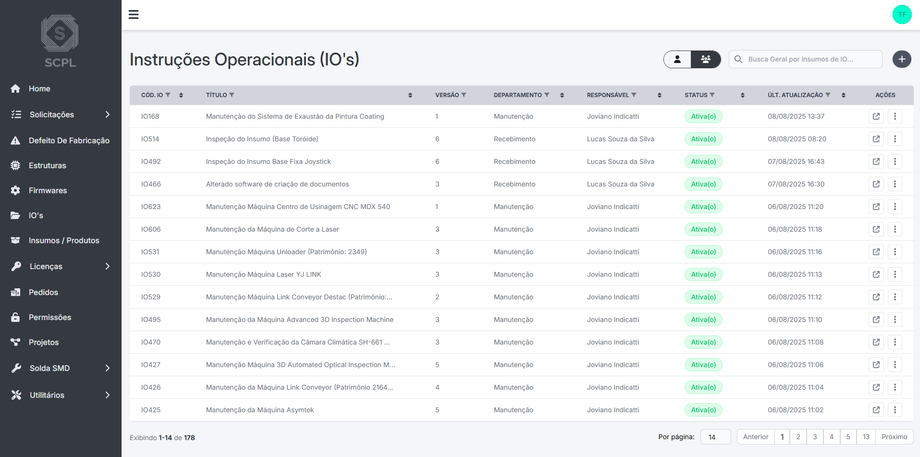 TF
S
SCPL
Home
Solicitações
Defeito De Fabricação
Estruturas
Firmwares
IO's
Insumos / Produtos
Licenças
Pedidos
Permissões
Projetos
Solda SMD
Utilitários
Instruções Operacionais (IO's)
Busca Geral por Insumos de IO...
CÓD. IO TÍTULO VERSÃO DEPARTAMENTO RESPONSÁVEL STATUS ÚLT. ATUALIZAÇÃO AÇÕES
IO168 Manutenção do Sistema de Exaustão da Pintura Coating 1 Manutenção Joviano Indicatti Ativa(o) 08/08/2025 13:37
IO514 Inspeção do Insumo (Base Toróide) 6 Recebimento Lucas Souza da Silva Ativa(o) 08/08/2025 08:20
IO492 Inspeção do Insumo Base Fixa Joystick 6 Recebimento Lucas Souza da Silva Ativa(o) 07/08/2025 16:43
IO466 Alterado software de criação de documentos 3 Recebimento Lucas Souza da Silva Ativa(o) 07/08/2025 16:30
IO623 Manutenção Máquina Centro de Usinagem CNC MDX 540 1 Manutenção Joviano Indicatti Ativa(o) 06/08/2025 11:20
IO606 Manutenção da Máquina de Corte a Laser 3 Manutenção Joviano Indicatti Ativa(o) 06/08/2025 11:18
IO531 Manutenção Máquina Unloader (Patrimônio: 2349) 3 Manutenção Joviano Indicatti Ativa(o) 06/08/2025 11:16
IO530 Manutenção Máquina Laser YJ LINK 3 Manutenção Joviano Indicatti Ativa(o) 06/08/2025 11:13
IO529 Manutenção Máquina Link Conveyor Destac (Patrimônio:... 2 Manutenção Joviano Indicatti Ativa(o) 06/08/2025 11:12
IO495 Manutenção da Máquina Advanced 3D Inspection Machine 3 Manutenção Joviano Indicatti Ativa(o) 06/08/2025 11:10
IO470 Manutenção e Verificação da Câmara Climática SH-661 ... 3 Manutenção Joviano Indicatti Ativa(o) 06/08/2025 11:08
IO427 Manutenção Máquina 3D Automated Optical Inspection M... 5 Manutenção Joviano Indicatti Ativa(o) 06/08/2025 11:06
IO426 Manutenção da Máquina Link Conveyor (Patrimônio 2164... 4 Manutenção Joviano Indicatti Ativa(o) 06/08/2025 11:04
IO425 Manutenção da Máquina Asymtek 5 Manutenção Joviano Indicatti Ativa(o) 06/08/2025 11:02
Exibindo 1-14 de 178 Por página: 14 Anterior 1 2 3 4 5 13 Próximo